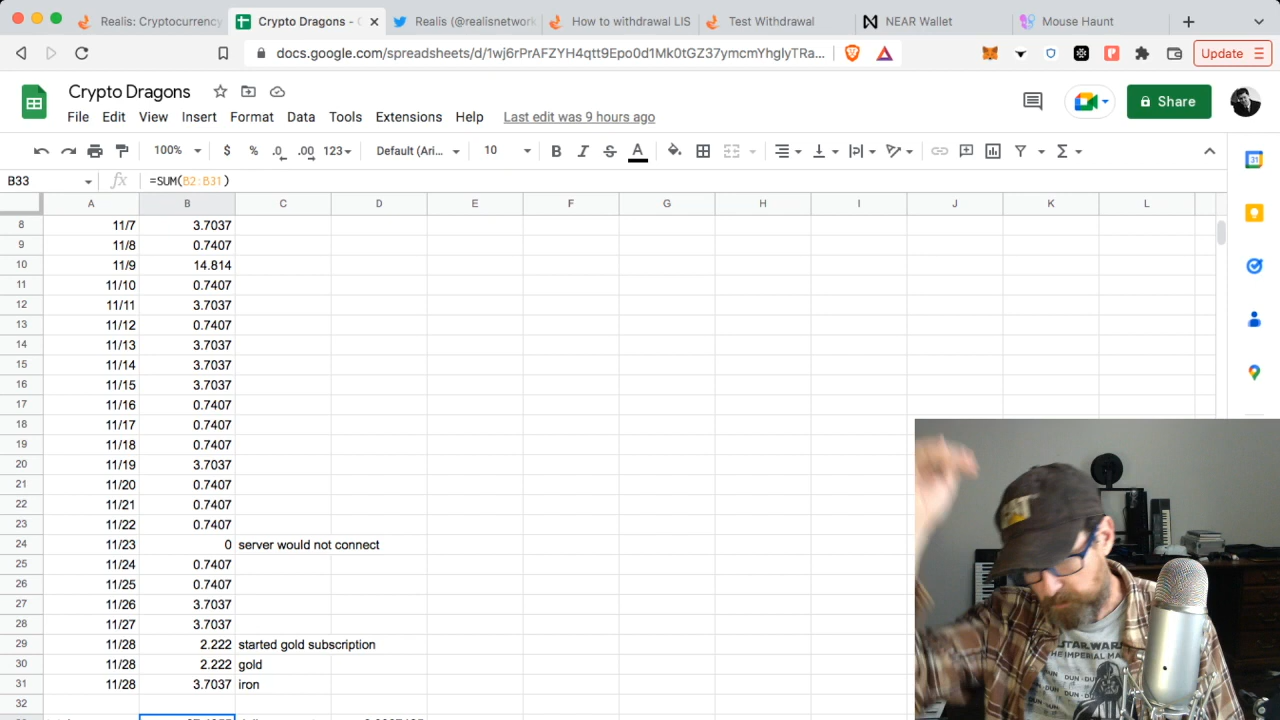 Realis: Cryptocurrency
Crypto Dragons - G
Realis (@realisnetwork
How to withdrawal LIS
Test Withdrawal
NEAR Wallet
Mouse Haunt
docs.google.com/spreadsheets/d/1wj6rPrAFZYH4qtt9Epo0d1Mk0tGZ37ymcmYhglyTRa...
Update
Crypto Dragons
Share
File Edit View Insert Format Data Tools Extensions Help Last edit was 9 hours ago
100% $ % .0 .00 123 Default (Ari... 10 B I S A
B33 fx =SUM(B2:B31)
A B C D E F G H I J K L
8 11/7 3.7037
9 11/8 0.7407
10 11/9 14.814
11 11/10 0.7407
12 11/11 3.7037
13 11/12 0.7407
14 11/13 3.7037
15 11/14 3.7037
16 11/15 3.7037
17 11/16 0.7407
18 11/17 0.7407
19 11/18 0.7407
20 11/19 3.7037
21 11/20 0.7407
22 11/21 0.7407
23 11/22 0.7407
24 11/23 0 server would not connect
25 11/24 0.7407
26 11/25 0.7407
27 11/26 3.7037
28 11/27 3.7037
29 11/28 2.222 started gold subscription
30 11/28 2.222 gold
31 11/28 3.7037 iron
32
STAR WARS
THE IMPERIAL MA
DUN - DUN -